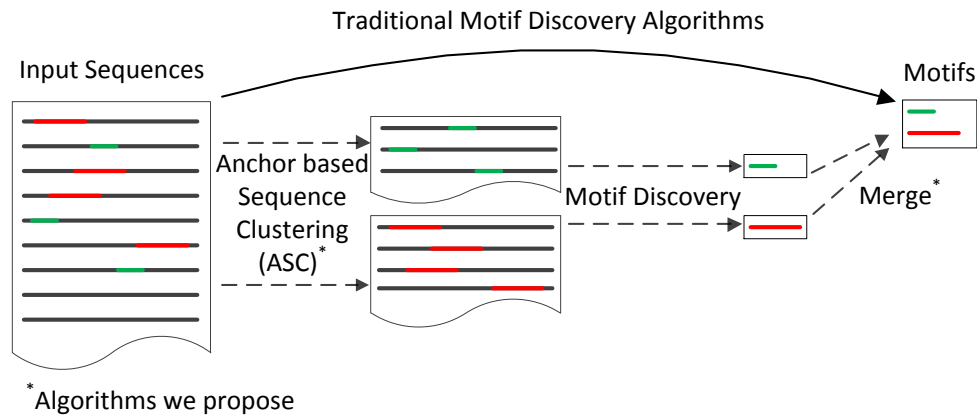 Traditional Motif Discovery Algorithms
Input Sequences
Motifs
Anchor based
Sequence
Clustering
(ASC)*
Motif Discovery
Merge*
*Algorithms we propose